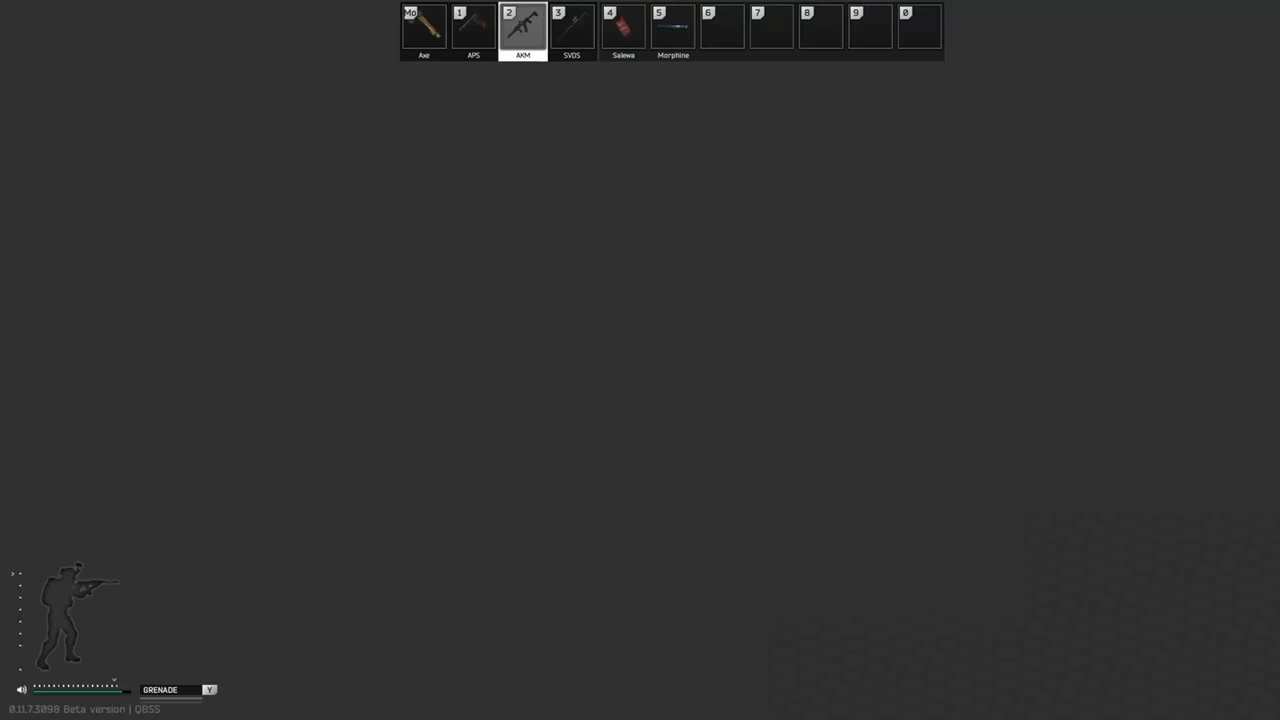 Mo 1 2 3 4 5 6 7 8 9 0
Axe APS AKM SVDS Salewa Morphine
GRENADE Y
0.11.7.3098 Beta version | QBSS